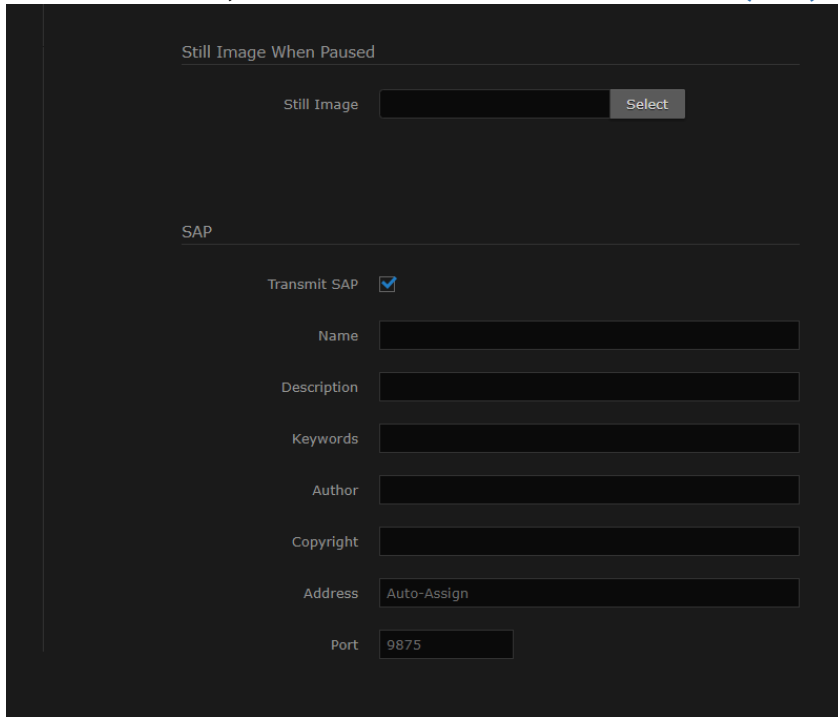 Still Image When Paused
Still Image Select
SAP
Transmit SAP
Name
Description
Keywords
Author
Copyright
Address Auto-Assign
Port 9875